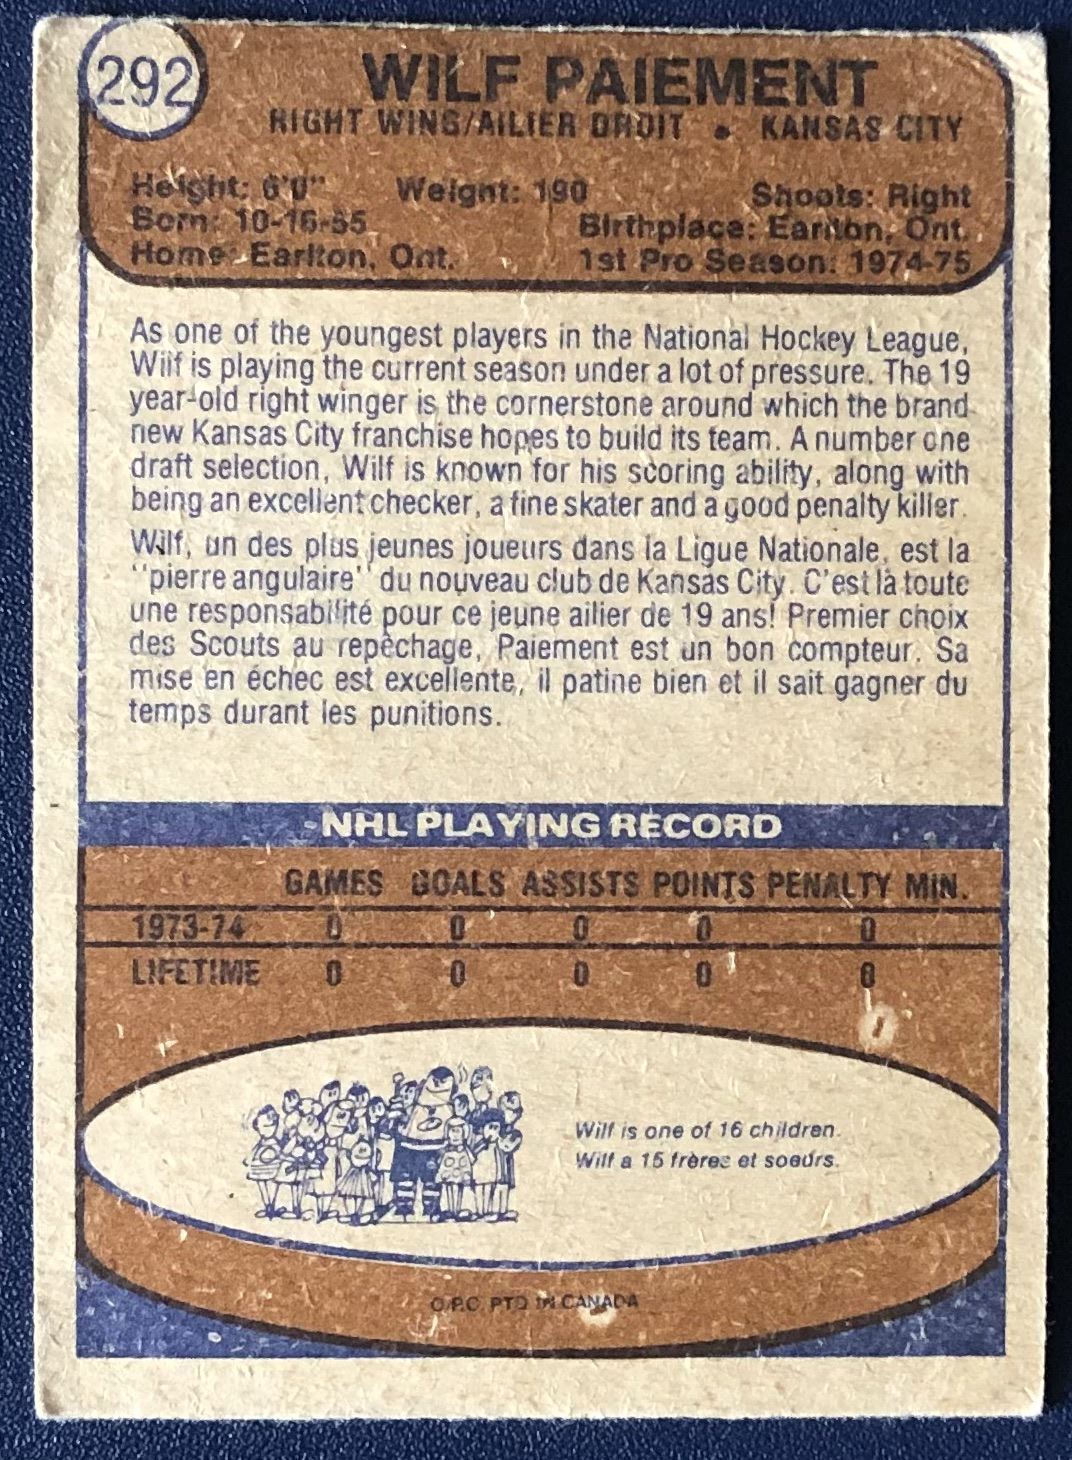 292
WILF PAIEMENT
RIGHT WING/AILIER DROIT • KANSAS CITY
Height: 6'0" Weight: 190 Shoots: Right
Born: 10-16-55 Birthplace: Earlton, Ont.
Home: Earlton, Ont. 1st Pro Season: 1974-75
As one of the youngest players in the National Hockey League,
Wilf is playing the current season under a lot of pressure. The 19
year-old right winger is the cornerstone around which the brand
new Kansas City franchise hopes to build its team. A number one
draft selection, Wilf is known for his scoring ability, along with
being an excellent checker, a fine skater and a good penalty killer.
Wilf, un des plus jeunes joueurs dans la Ligue Nationale, est la
"pierre angulaire" du nouveau club de Kansas City. C'est là toute
une responsabilité pour ce jeune ailier de 19 ans! Premier choix
des Scouts au repêchage, Paiement est un bon compteur. Sa
mise en échec est excellente, il patine bien et il sait gagner du
temps durant les punitions.
NHL PLAYING RECORD
GAMES GOALS ASSISTS POINTS PENALTY MIN.
1973-74 0 0 0 0 0
LIFETIME 0 0 0 0 0
Wilf is one of 16 children.
Wilf a 15 frères et soeurs.
O.P.C. PTD IN CANADA